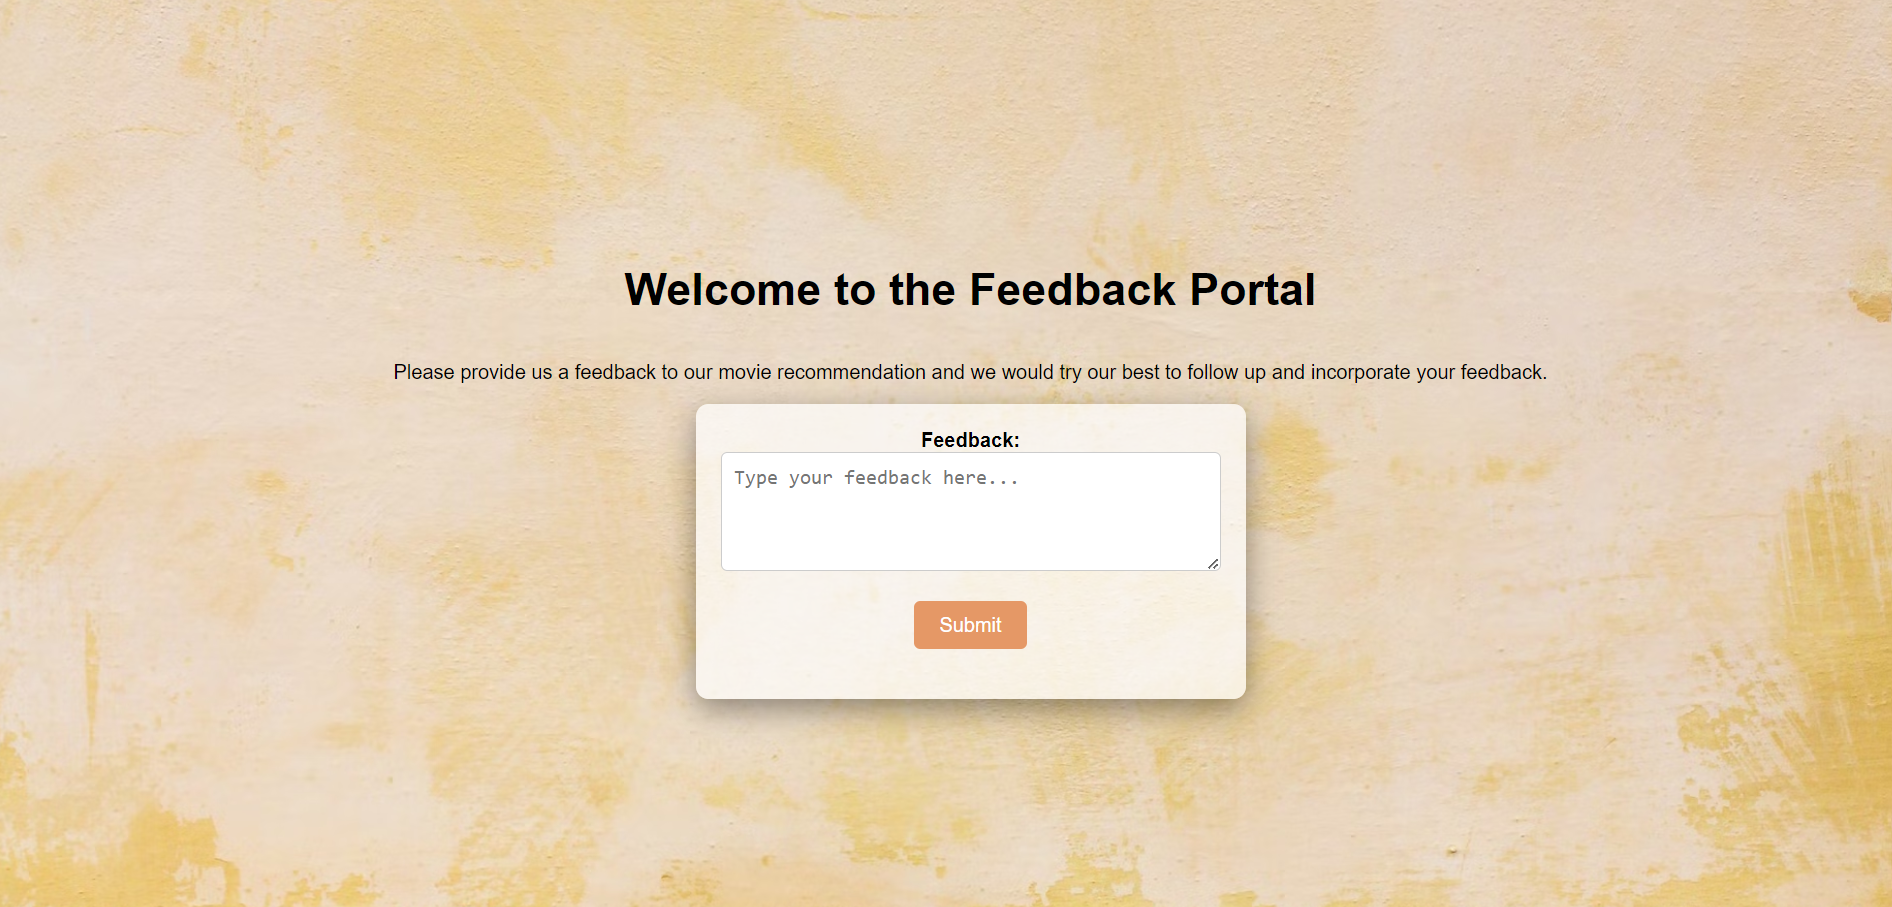 Welcome to the Feedback Portal
Please provide us a feedback to our movie recommendation and we would try our best to follow up and incorporate your feedback.
Feedback:
Type your feedback here...
Submit